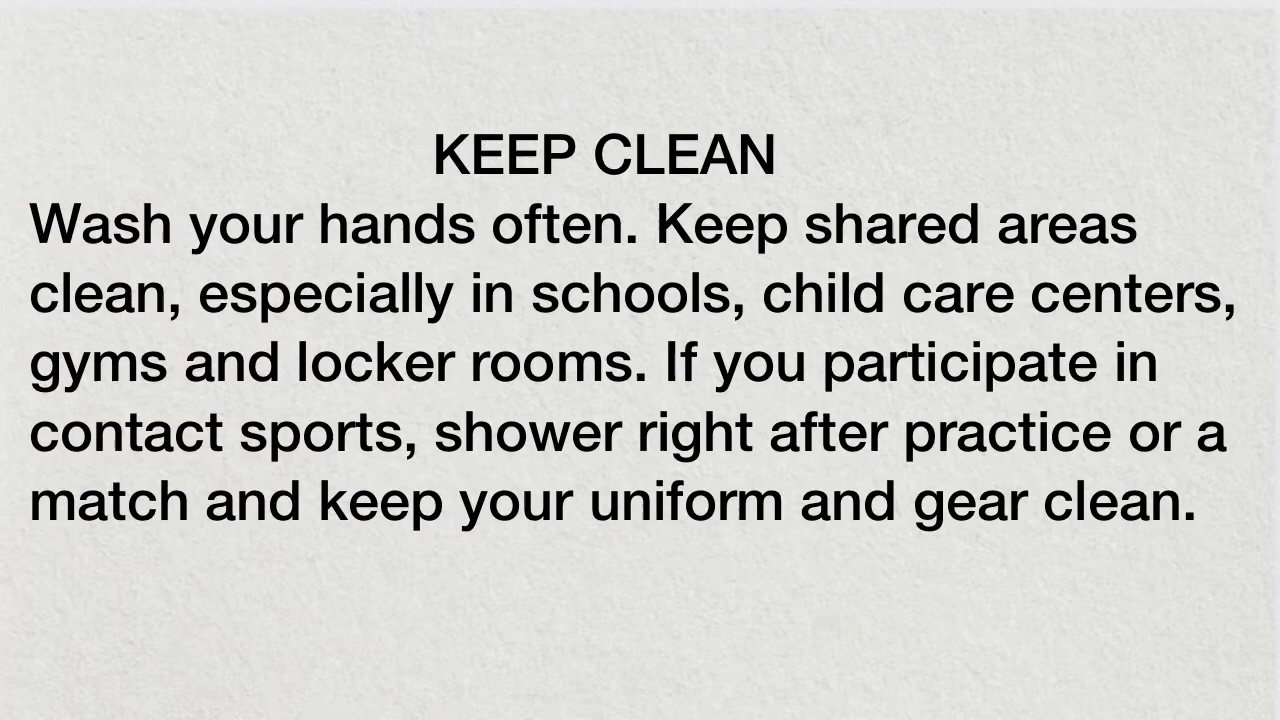 KEEP CLEAN
Wash your hands often. Keep shared areas
clean, especially in schools, child care centers,
gyms and locker rooms. If you participate in
contact sports, shower right after practice or a
match and keep your uniform and gear clean.